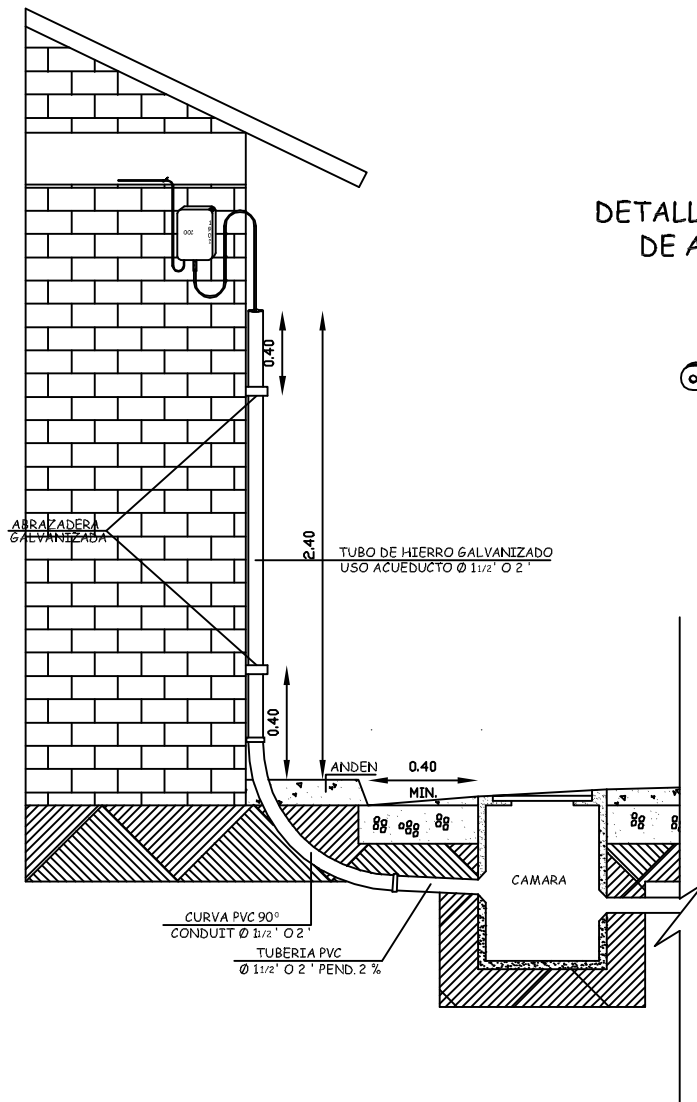 DETALL
DE A
0.40
ABRAZADERA
GALVANIZADA
2.40
TUBO DE HIERRO GALVANIZADO
USO ACUEDUCTO Ø 1 1/2' O 2'
0.40
ANDEN
0.40
MIN.
CAMARA
CURVA PVC 90º
CONDUIT Ø 1 1/2' O 2'
TUBERIA PVC
Ø 1 1/2' O 2' PEND. 2 %